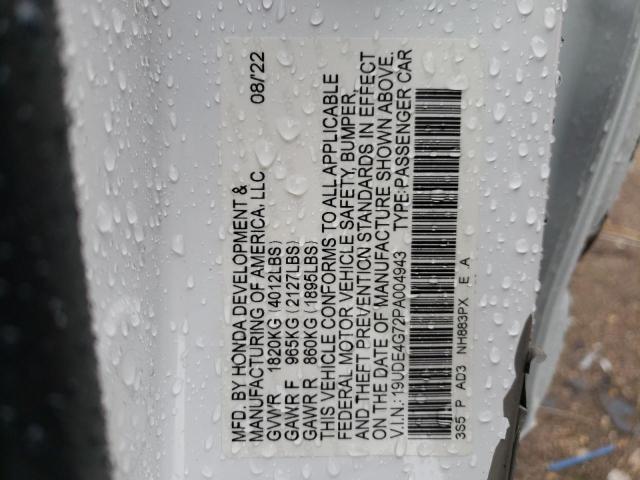 MFD. BY HONDA DEVELOPMENT & 08/'22
MANUFACTURING OF AMERICA, LLC
GVWR 1820KG (4012LBS)
GAWR F 965KG (2127LBS)
GAWR R 860KG (1895LBS)
THIS VEHICLE CONFORMS TO ALL APPLICABLE
FEDERAL MOTOR VEHICLE SAFETY, BUMPER,
AND THEFT PREVENTION STANDARDS IN EFFECT
ON THE DATE OF MANUFACTURE SHOWN ABOVE.
V.I.N.: 19UDE4G72PA004943 TYPE: PASSENGER CAR
3S5 P AD3 NH883PX E A